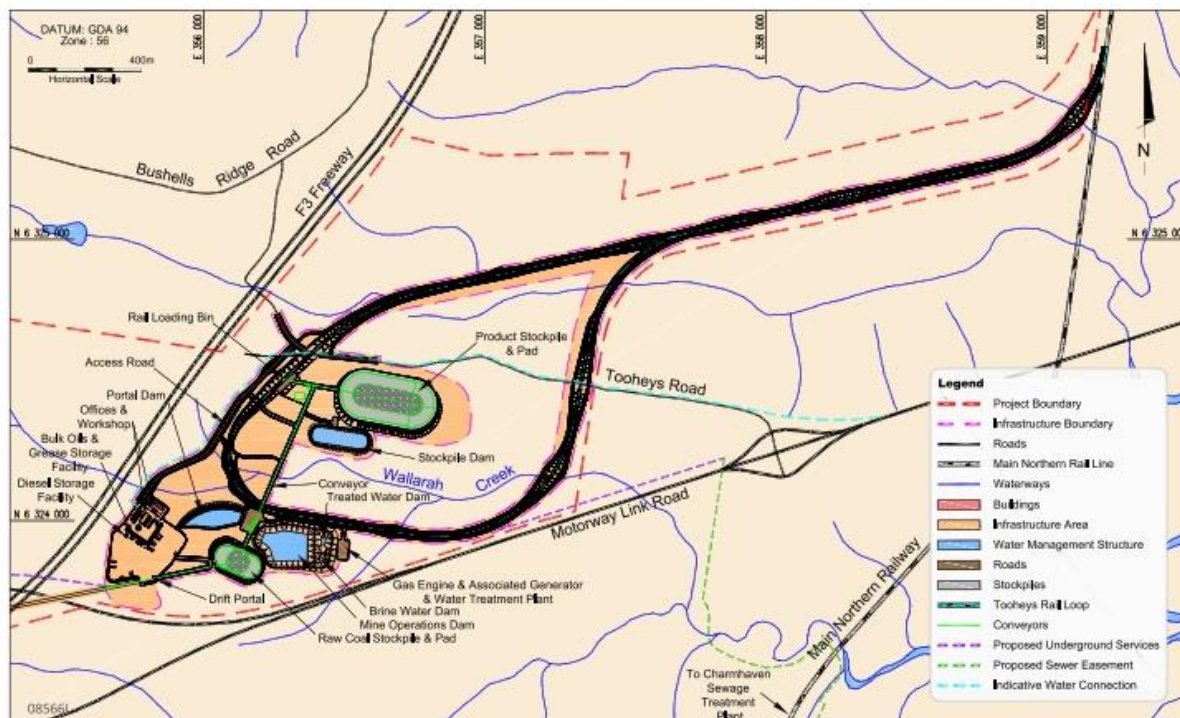 DATUM: GDA 94
Zone : 56
0 400m
Horizontal Scale
E 356 000
E 357 000
E 358 000
E 359 000
N
Bushells Ridge Road
F3 Freeway
N 6 325 000
N 6 325 000
Rail Loading Bin
Product Stockpile
& Pad
Access Road
Tooheys Road
Portal Dam
Offices &
Workshop
Bulk Oils &
Grease Storage
Facility
Stockpile Dam
Diesel Storage
Facility
Wallarah Creek
Conveyor
Treated Water Dam
N 6 324 000
Motorway Link Road
Gas Engine & Associated Generator
& Water Treatment Plant
Drift Portal
Brine Water Dam
Mine Operations Dam
Raw Coal Stockpile & Pad
Main Northern Railway
To Charmhaven
Sewage
Treatment
Plant
08566L
Legend
Project Boundary
Infrastructure Boundary
Roads
Main Northern Rail Line
Waterways
Buildings
Infrastructure Area
Water Management Structure
Roads
Stockpiles
Tooheys Rail Loop
Conveyors
Proposed Underground Services
Proposed Sewer Easement
Indicative Water Connection